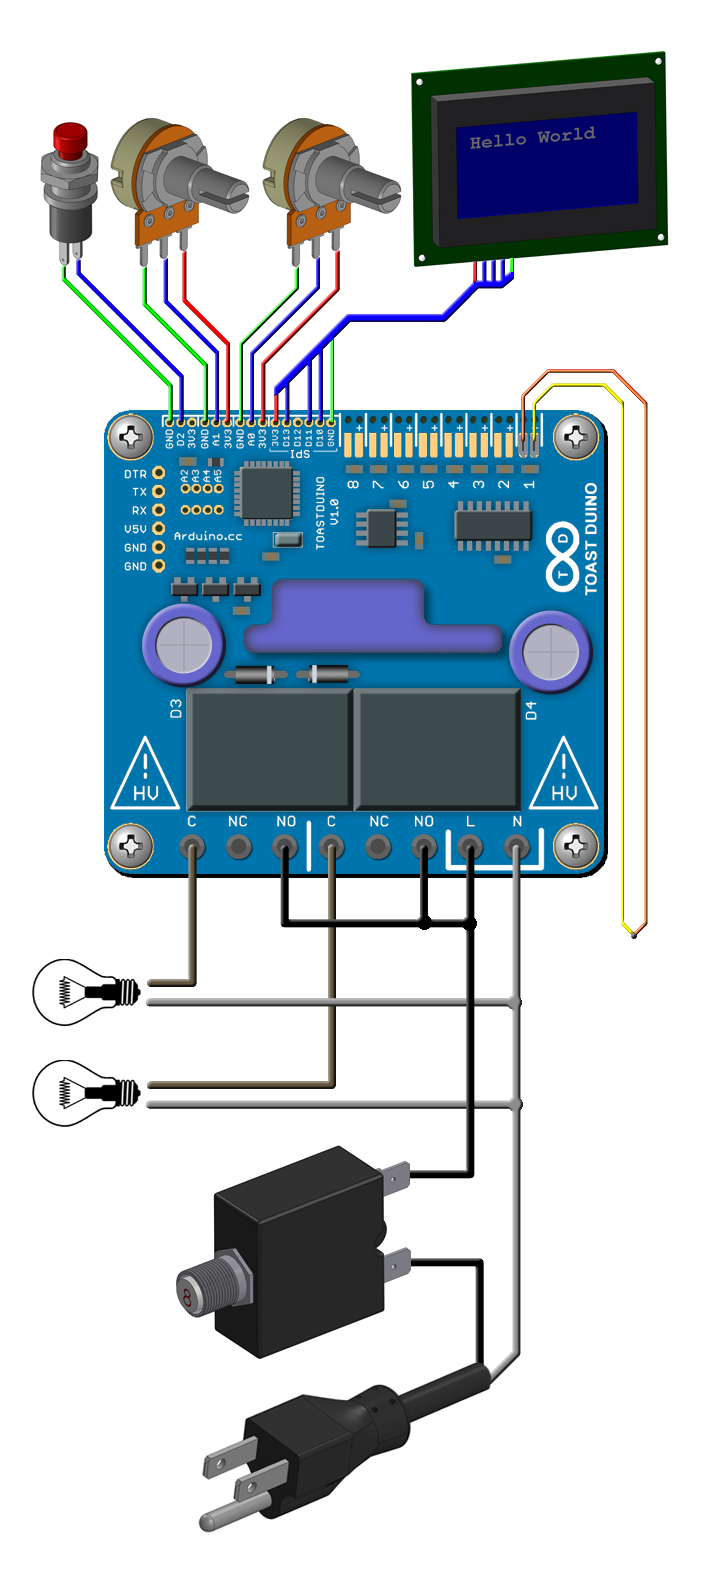 Hello World
GND
D2
3V3
GND
A1
3V3
GND
A0
3V3
3V3
D13
D12
D11
D10
GND
SPI
+
+
+
+
+
+
+
8
7
6
5
4
3
2
1
DTR
TX
RX
V5V
GND
GND
A2
A3
A4
A5
Arduino.cc
TOASTDUINO
V1.0
T D
TOAST DUINO
D3
D4
HV
HV
C
NC
NO
C
NC
NO
L
N
8